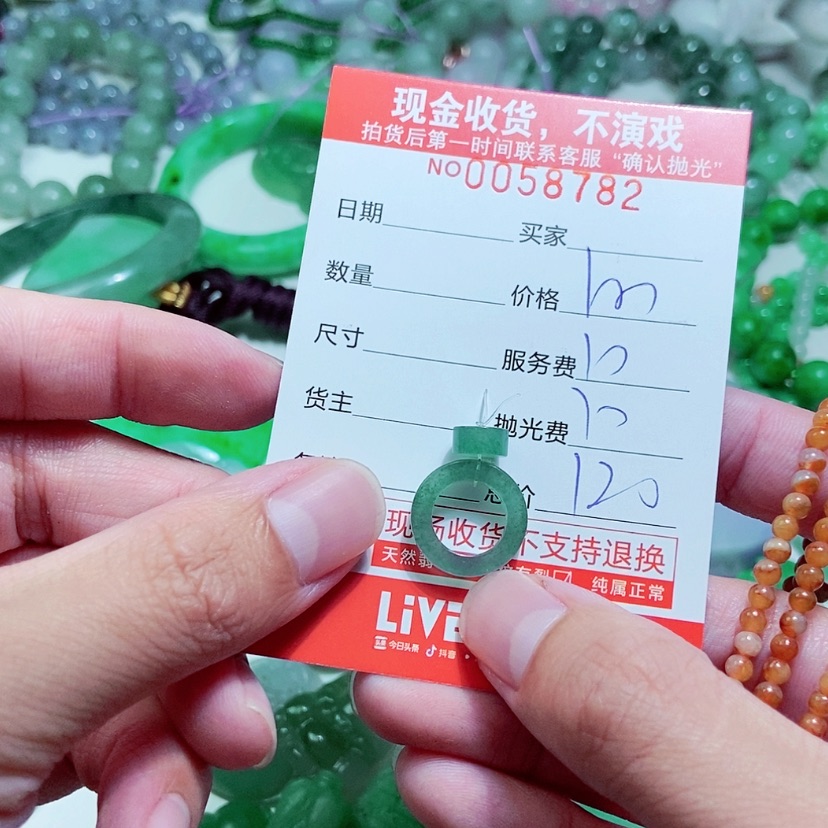 现金收货，不演戏
拍货后第一时间联系客服“确认抛光”
NO0058782
日期 买家
数量 价格 100
尺寸 服务费 10
货主 抛光费 10
价 120
现场收货不支持退换
天然 纯属正常
LiVE
今日头条 抖音